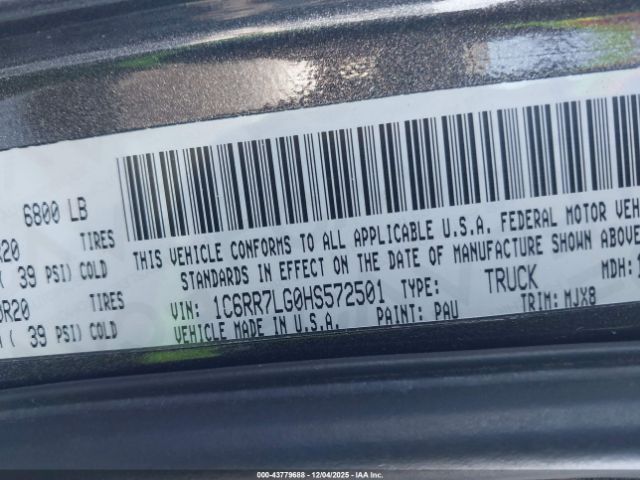 6800 LB
R20 TIRES
39 PSI) COLD
R20 TIRES
( 39 PSI) COLD
THIS VEHICLE CONFORMS TO ALL APPLICABLE U.S.A. FEDERAL MOTOR VEH
STANDARDS IN EFFECT ON THE DATE OF MANUFACTURE SHOWN ABOVE
VIN: 1C6RR7LG0HS572501 TYPE: TRUCK MDH: 1
VEHICLE MADE IN U.S.A. PAINT: PAU TRIM: MJX8
000-43779688 - 12/04/2025 - IAA Inc.